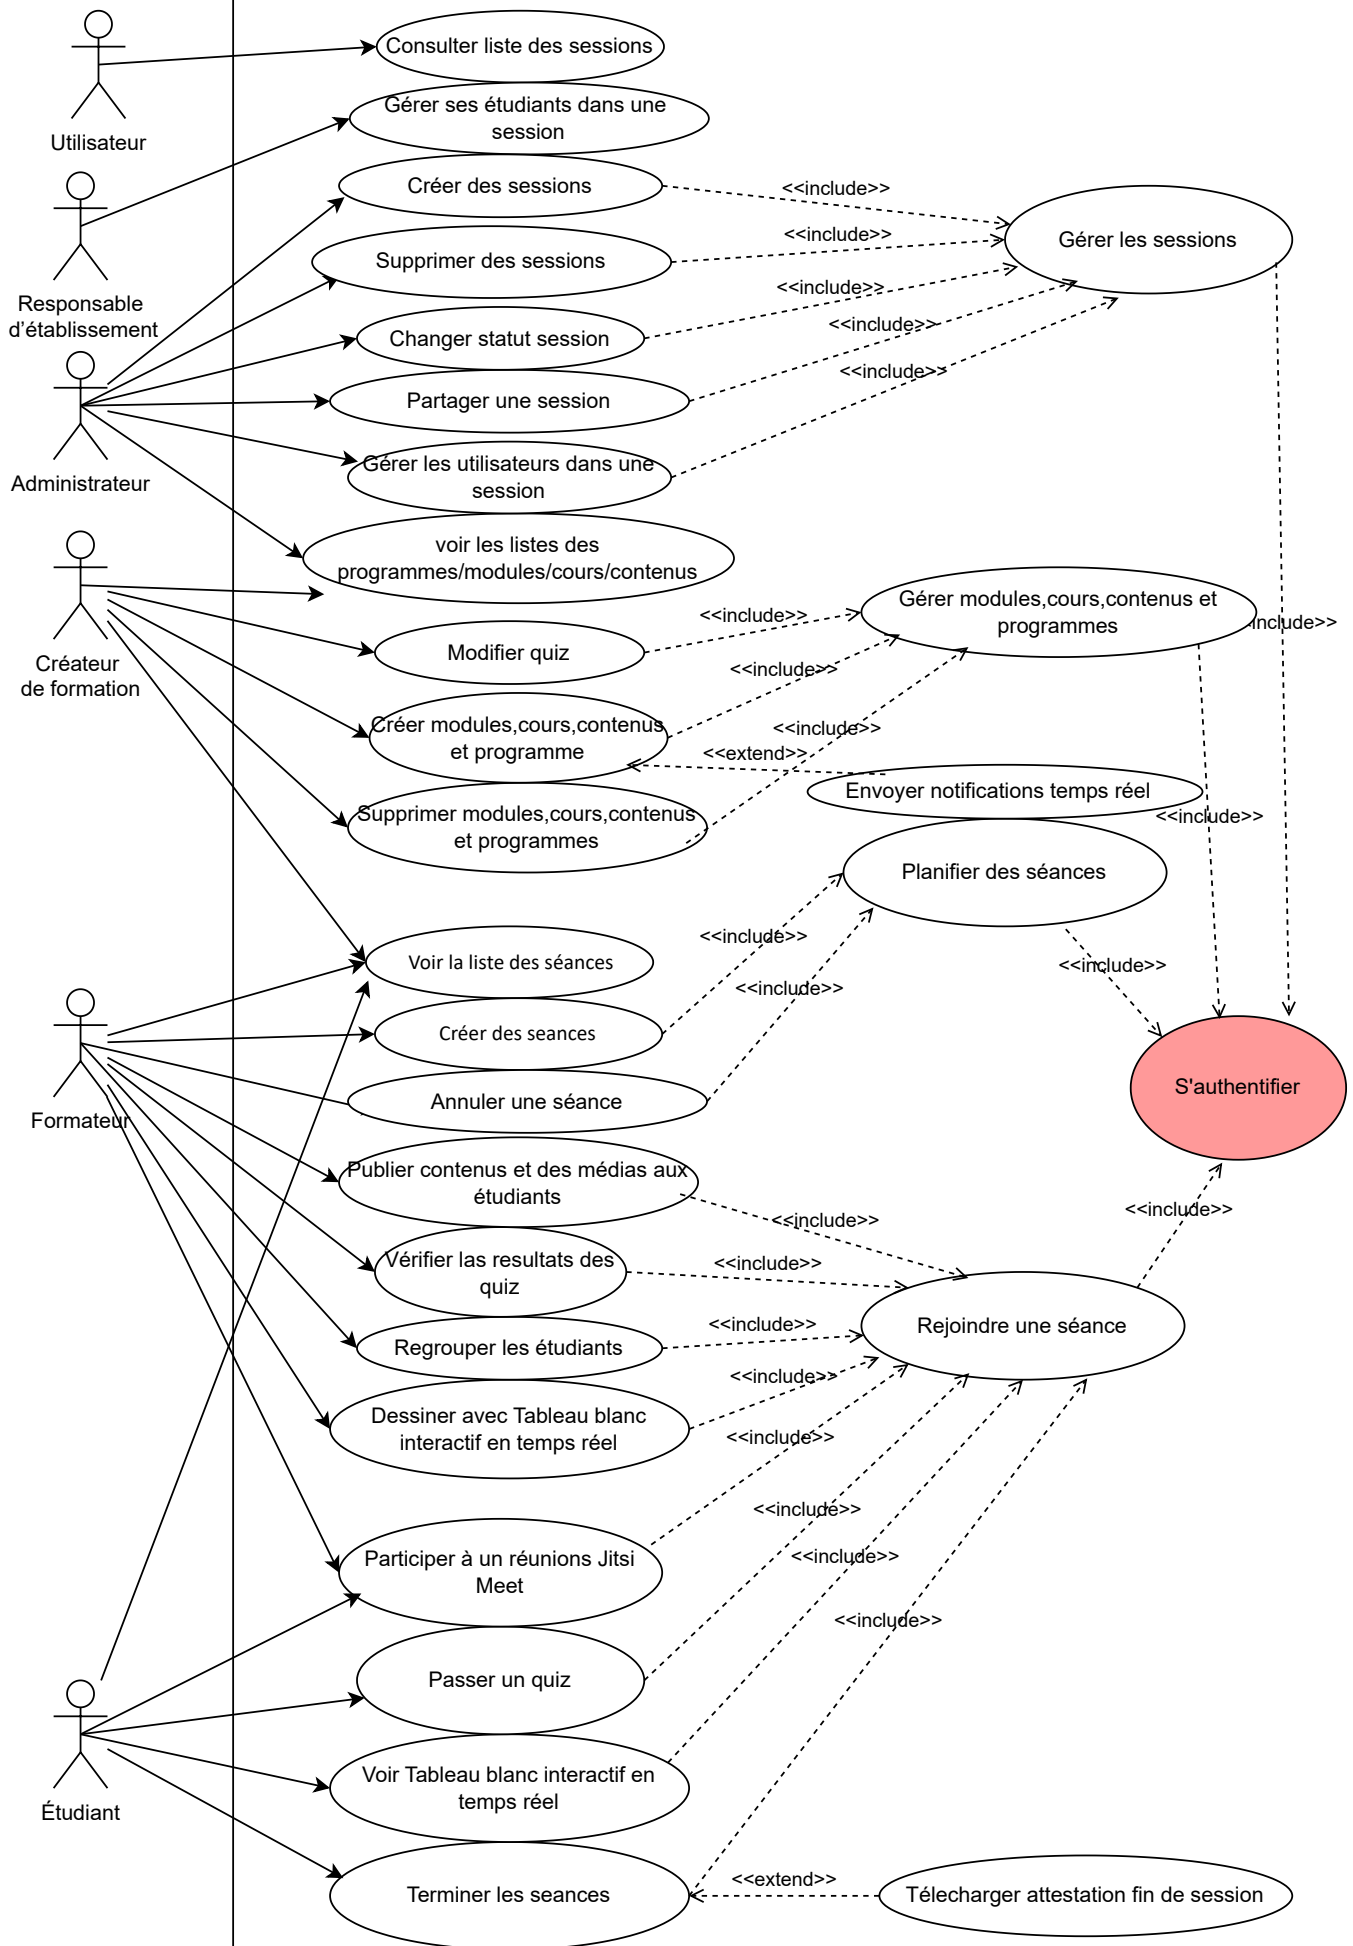 Consulter liste des sessions
Utilisateur
Gérer ses étudiants dans une
session
Responsable
d'établissement
Créer des sessions
<<include>>
Supprimer des sessions
<<include>>
Gérer les sessions
Changer statut session
<<include>>
<<include>>
Partager une session
<<include>>
Administrateur
Gérer les utilisateurs dans une
session
voir les listes des
programmes/modules/cours/contenus
Créateur
de formation
Gérer modules,cours,contenus et
programmes
<<include>>
include>>
Modifier quiz
<<include>>
Créer modules,cours,contenus
et programme
<<include>>
<<extend>>
Envoyer notifications temps réel
Supprimer modules,cours,contenus
et programmes
<<include>>
Planifier des séances
<<include>>
<<include>>
Voir la liste des séances
<<include>>
Créer des seances
Formateur
Annuler une séance
S'authentifier
Publier contenus et des médias aux
étudiants
<<include>>
<<include>>
Vérifier las resultats des
quiz
<<include>>
Regrouper les étudiants
<<include>>
Rejoindre une séance
Dessiner avec Tableau blanc
interactif en temps réel
<<include>>
<<include>>
Participer à un réunions Jitsi
Meet
<<include>>
<<include>>
<<include>>
Passer un quiz
Étudiant
Voir Tableau blanc interactif en
temps réel
Terminer les seances
<<extend>>
Télecharger attestation fin de session